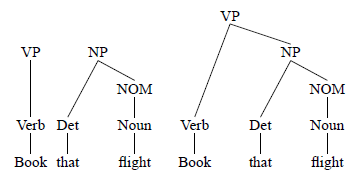 VP
VP NP NP
NOM NOM
Verb Det Noun Verb Det Noun
Book that flight Book that flight